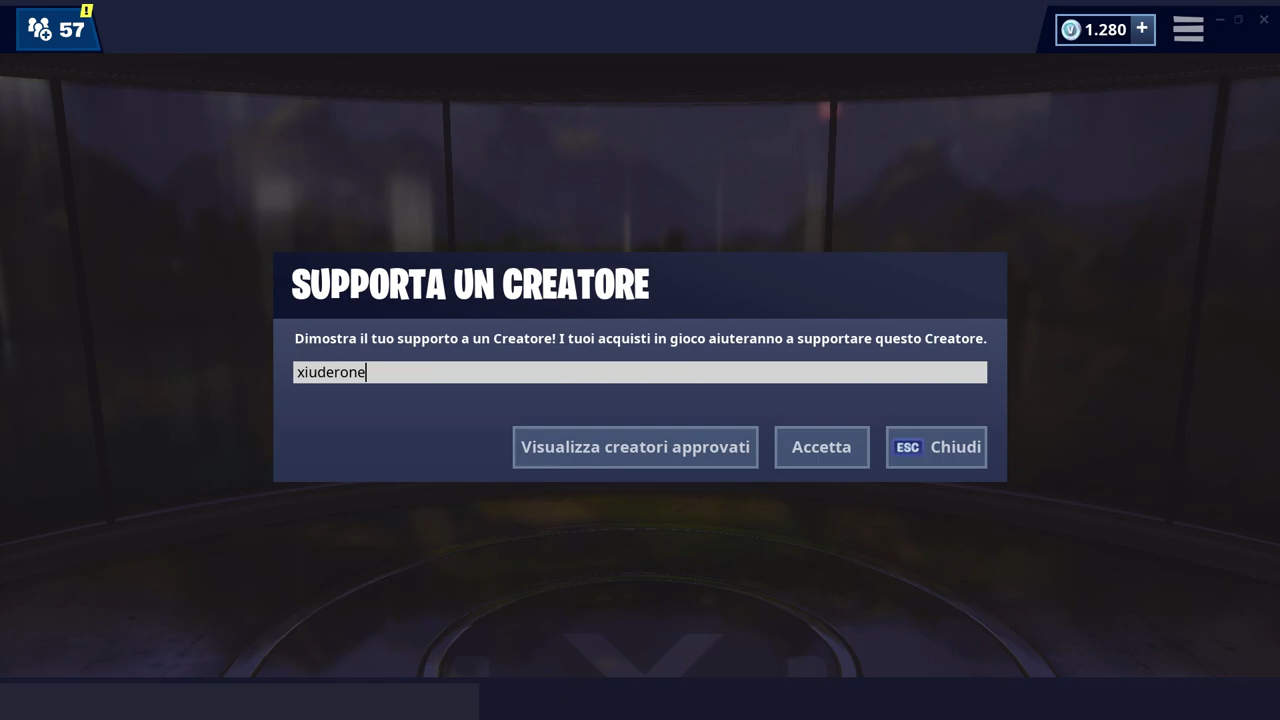 57
!
1.280 +
SUPPORTA UN CREATORE
Dimostra il tuo supporto a un Creatore! I tuoi acquisti in gioco aiuteranno a supportare questo Creatore.
xiuderone
Visualizza creatori approvati
Accetta
ESC Chiudi